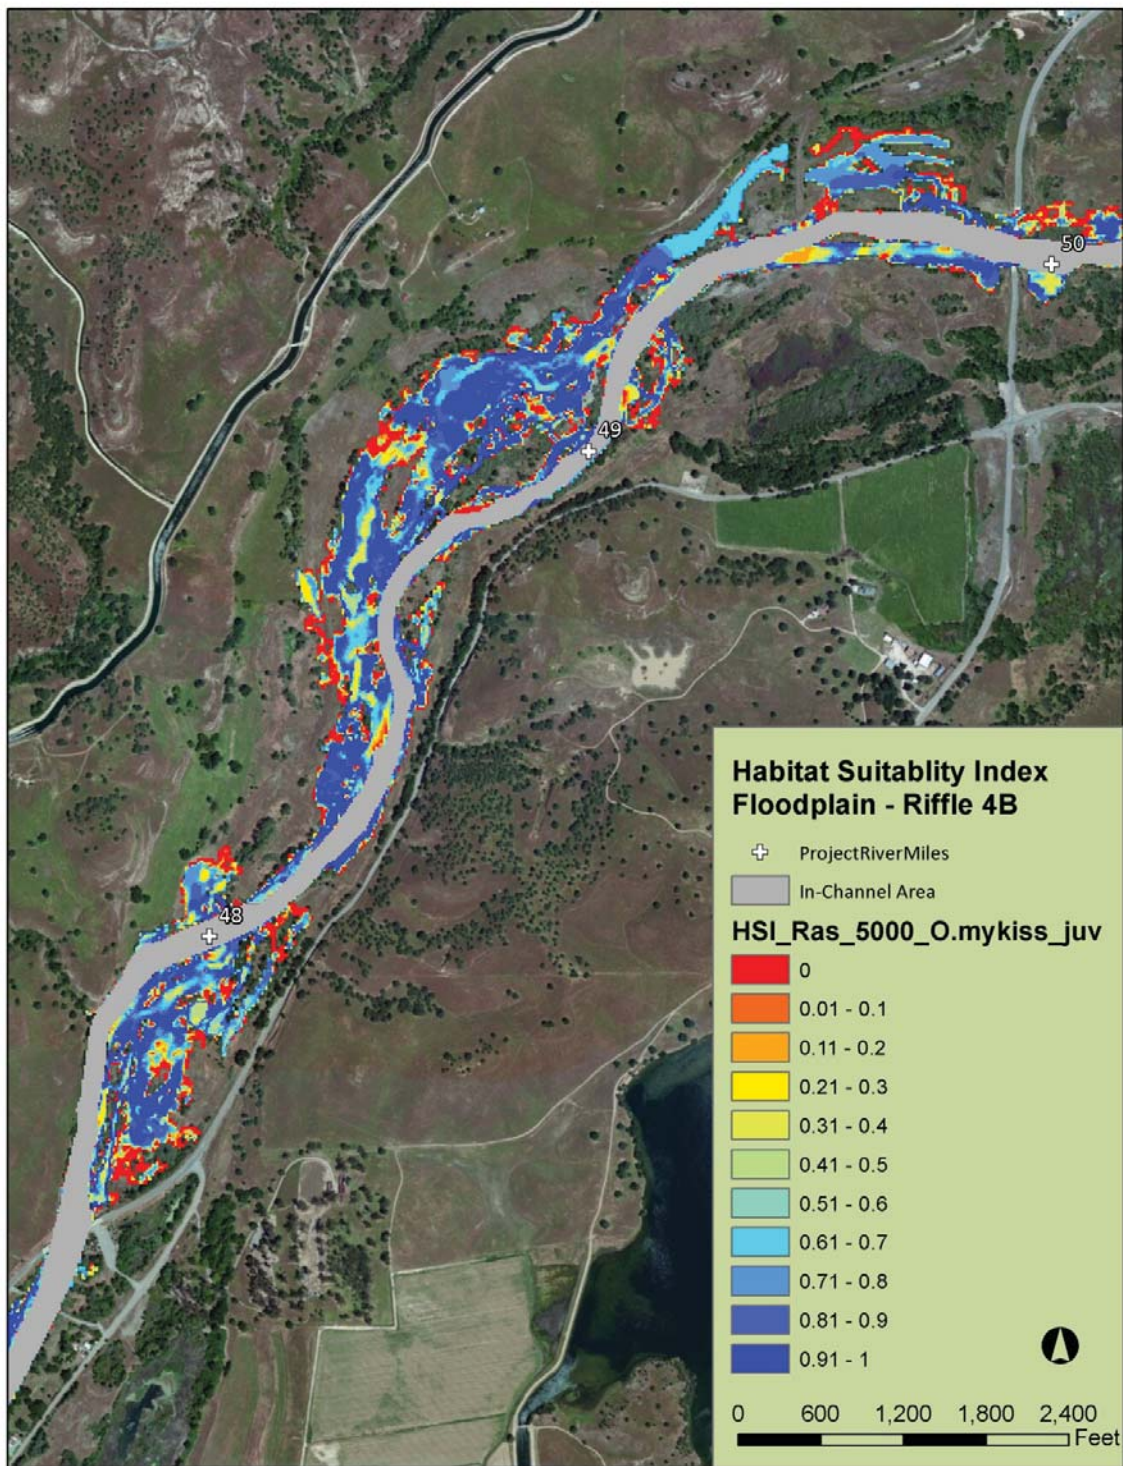 50
49
48
Habitat Suitablity Index
Floodplain - Riffle 4B
ProjectRiverMiles
In-Channel Area
HSI_Ras_5000_O.mykiss_juv
0
0.01 - 0.1
0.11 - 0.2
0.21 - 0.3
0.31 - 0.4
0.41 - 0.5
0.51 - 0.6
0.61 - 0.7
0.71 - 0.8
0.81 - 0.9
0.91 - 1
0 600 1,200 1,800 2,400
Feet